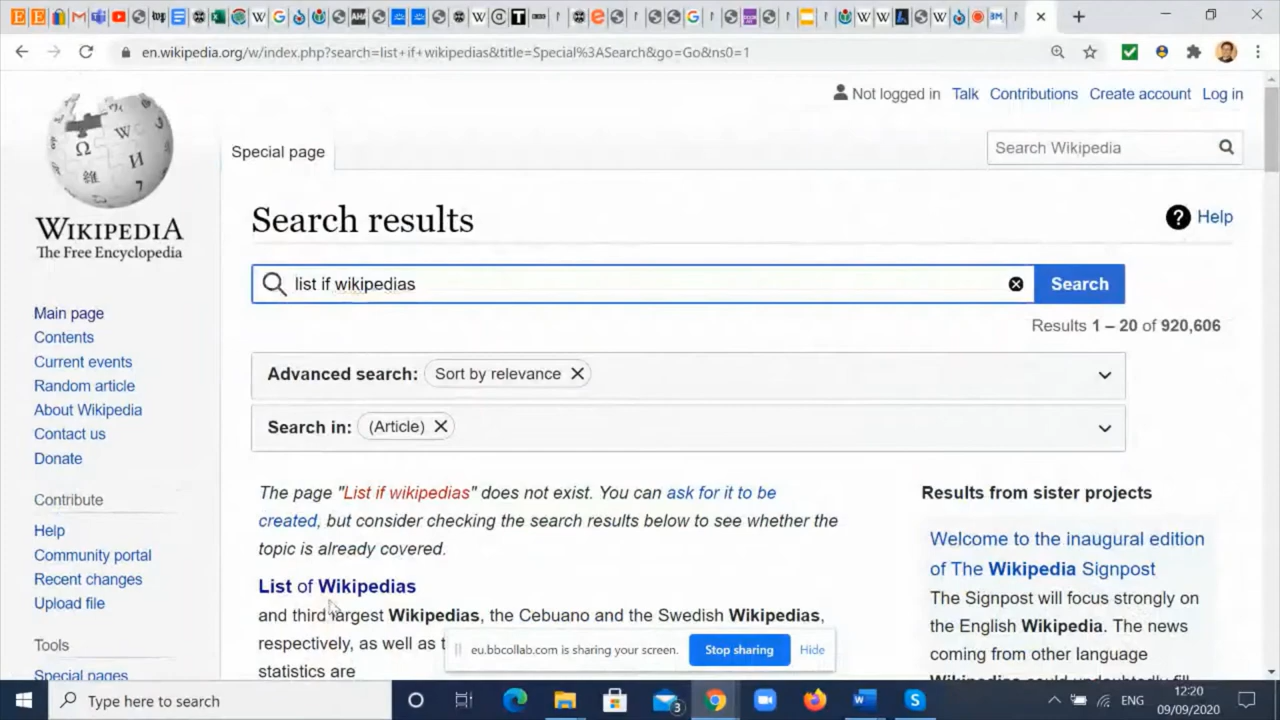 en.wikipedia.org/w/index.php?search=list+if+wikipedias&title=Special%3ASearch&go=Go&ns0=1
Not logged in Talk Contributions Create account Log in
Special page
Search Wikipedia
WIKIPEDIA
The Free Encyclopedia
Search results
Help
list if wikipedias
Search
Results 1 – 20 of 920,606
Main page
Contents
Current events
Random article
About Wikipedia
Contact us
Donate
Contribute
Help
Community portal
Recent changes
Upload file
Tools
Special pages
Advanced search: Sort by relevance
Search in: (Article)
The page "List if wikipedias" does not exist. You can ask for it to be
created, but consider checking the search results below to see whether the
topic is already covered.
List of Wikipedias
and third largest Wikipedias, the Cebuano and the Swedish Wikipedias,
respectively, as well as t
statistics are
Results from sister projects
Welcome to the inaugural edition
of The Wikipedia Signpost
The Signpost will focus strongly on
the English Wikipedia. The news
coming from other language
Wikipedias could undoubtedly fill
eu.bbcollab.com is sharing your screen. Stop sharing Hide
Type here to search
3
ENG
12:20
09/09/2020